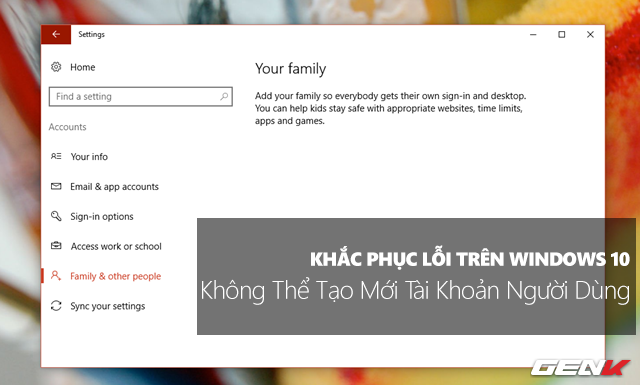 Settings
Home
Your family
Find a setting
Add your family so everybody gets their own sign-in and desktop.
You can help kids stay safe with appropriate websites, time limits,
apps and games.
Accounts
Your info
Email & app accounts
Sign-in options
Access work or school
Family & other people
Sync your settings
KHẮC PHỤC LỖI TRÊN WINDOWS 10
Không Thể Tạo Mới Tài Khoản Người Dùng
GENK